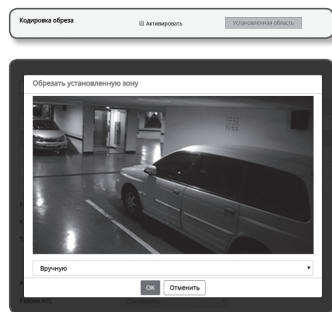 Кодировка обреза
Активировать
Установленная область
Обрезать установленную зону
Вручную
OK
Отменить